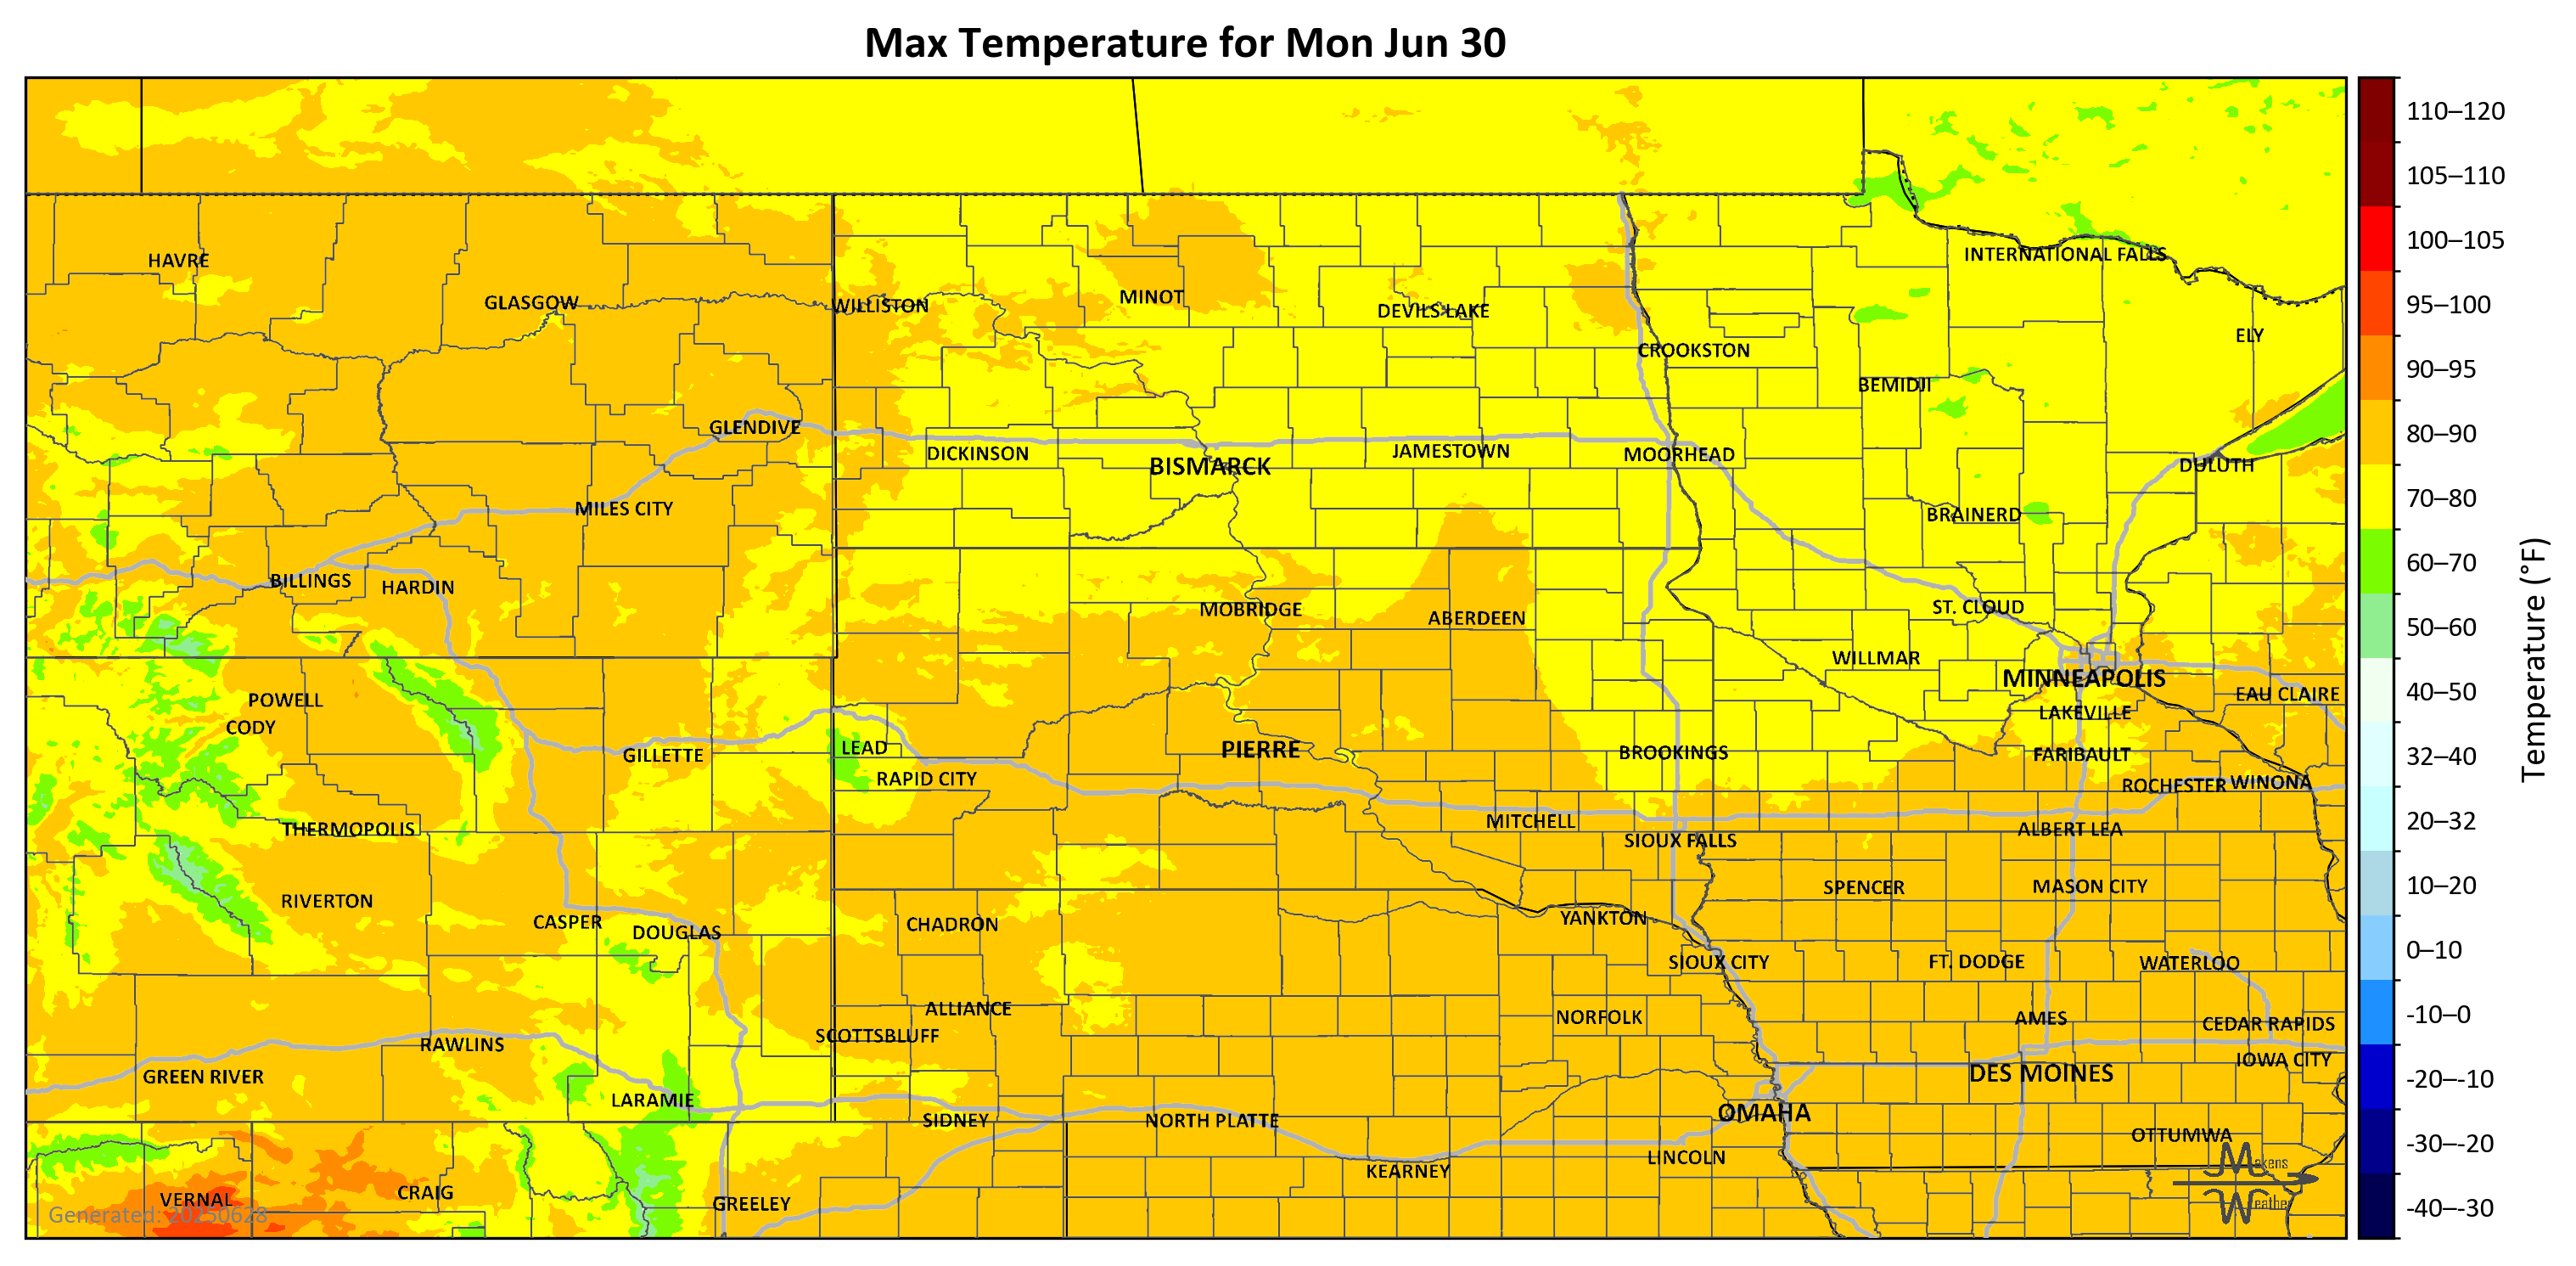 Max Temperature for Mon Jun 30
110–120
105–110
100–105
95–100
90–95
80–90
70–80
60–70
50–60
40–50
32–40
20–32
10–20
0–10
-10–0
-20–-10
-30–-20
-40–-30
Temperature (°F)
HAVRE
GLASGOW
WILLISTON
MINOT
DEVILS LAKE
INTERNATIONAL FALLS
ELY
CROOKSTON
BEMIDJI
GLENDIVE
DICKINSON
BISMARCK
JAMESTOWN
MOORHEAD
DULUTH
MILES CITY
BRAINERD
BILLINGS
HARDIN
MOBRIDGE
ABERDEEN
ST. CLOUD
WILLMAR
MINNEAPOLIS
EAU CLAIRE
POWELL
CODY
LAKEVILLE
GILLETTE
LEAD
PIERRE
BROOKINGS
FARIBAULT
RAPID CITY
ROCHESTER
WINONA
THERMOPOLIS
MITCHELL
SIOUX FALLS
ALBERT LEA
RIVERTON
SPENCER
MASON CITY
CASPER
DOUGLAS
CHADRON
YANKTON
SIOUX CITY
FT. DODGE
WATERLOO
ALLIANCE
SCOTTSBLUFF
NORFOLK
AMES
CEDAR RAPIDS
RAWLINS
IOWA CITY
GREEN RIVER
DES MOINES
LARAMIE
SIDNEY
NORTH PLATTE
OMAHA
OTTUMWA
KEARNEY
LINCOLN
VERNAL
CRAIG
GREELEY
Generated: 20250628
Makens
Weather